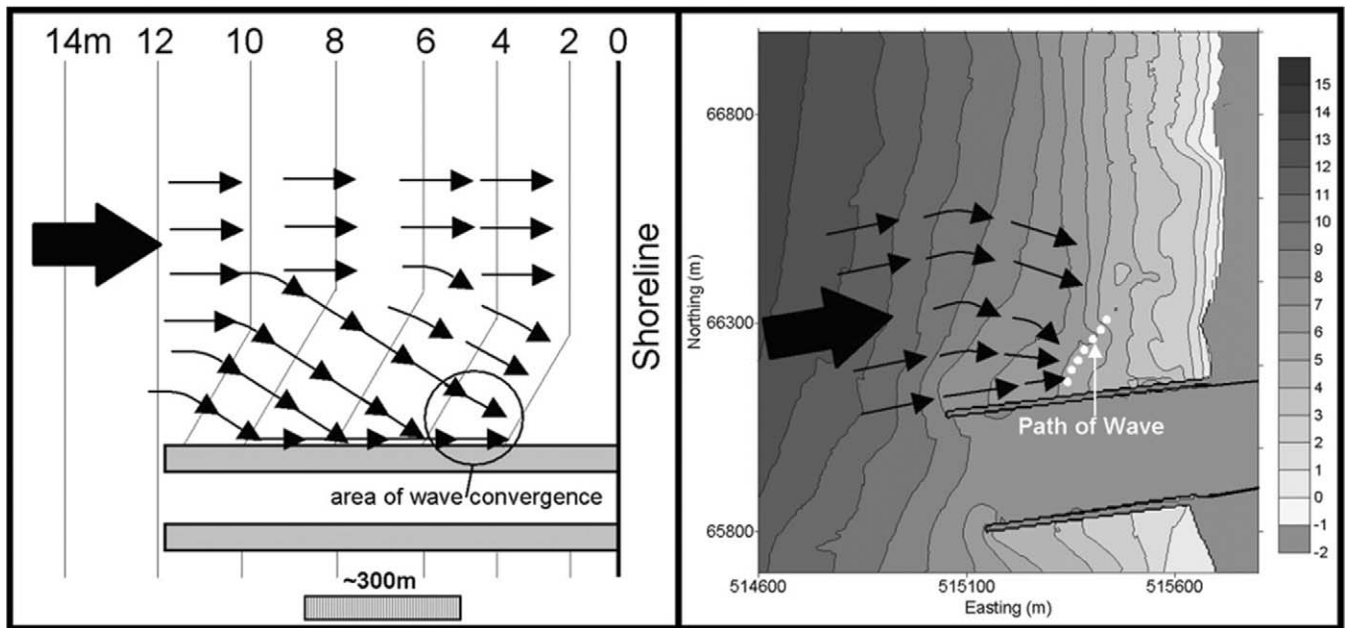 14m 12 10 8 6 4 2 0
Shoreline
area of wave convergence
~300m
66800
66300
65800
Northing (m)
514600 515100 515600
Easting (m)
Path of Wave
15
14
13
12
11
10
9
8
7
6
5
4
3
2
1
0
-1
-2